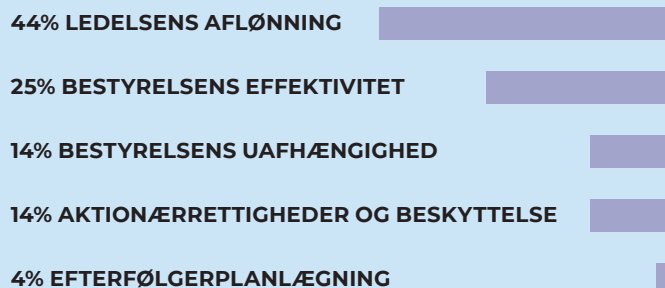 44% LEDELSENS AFLØNNING
25% BESTYRELSENS EFFEKTIVITET
14% BESTYRELSENS UAFHÆNGIGHED
14% AKTIONÆRRETTIGHEDER OG BESKYTTELSE
4% EFTERFØLGERPLANLÆGNING